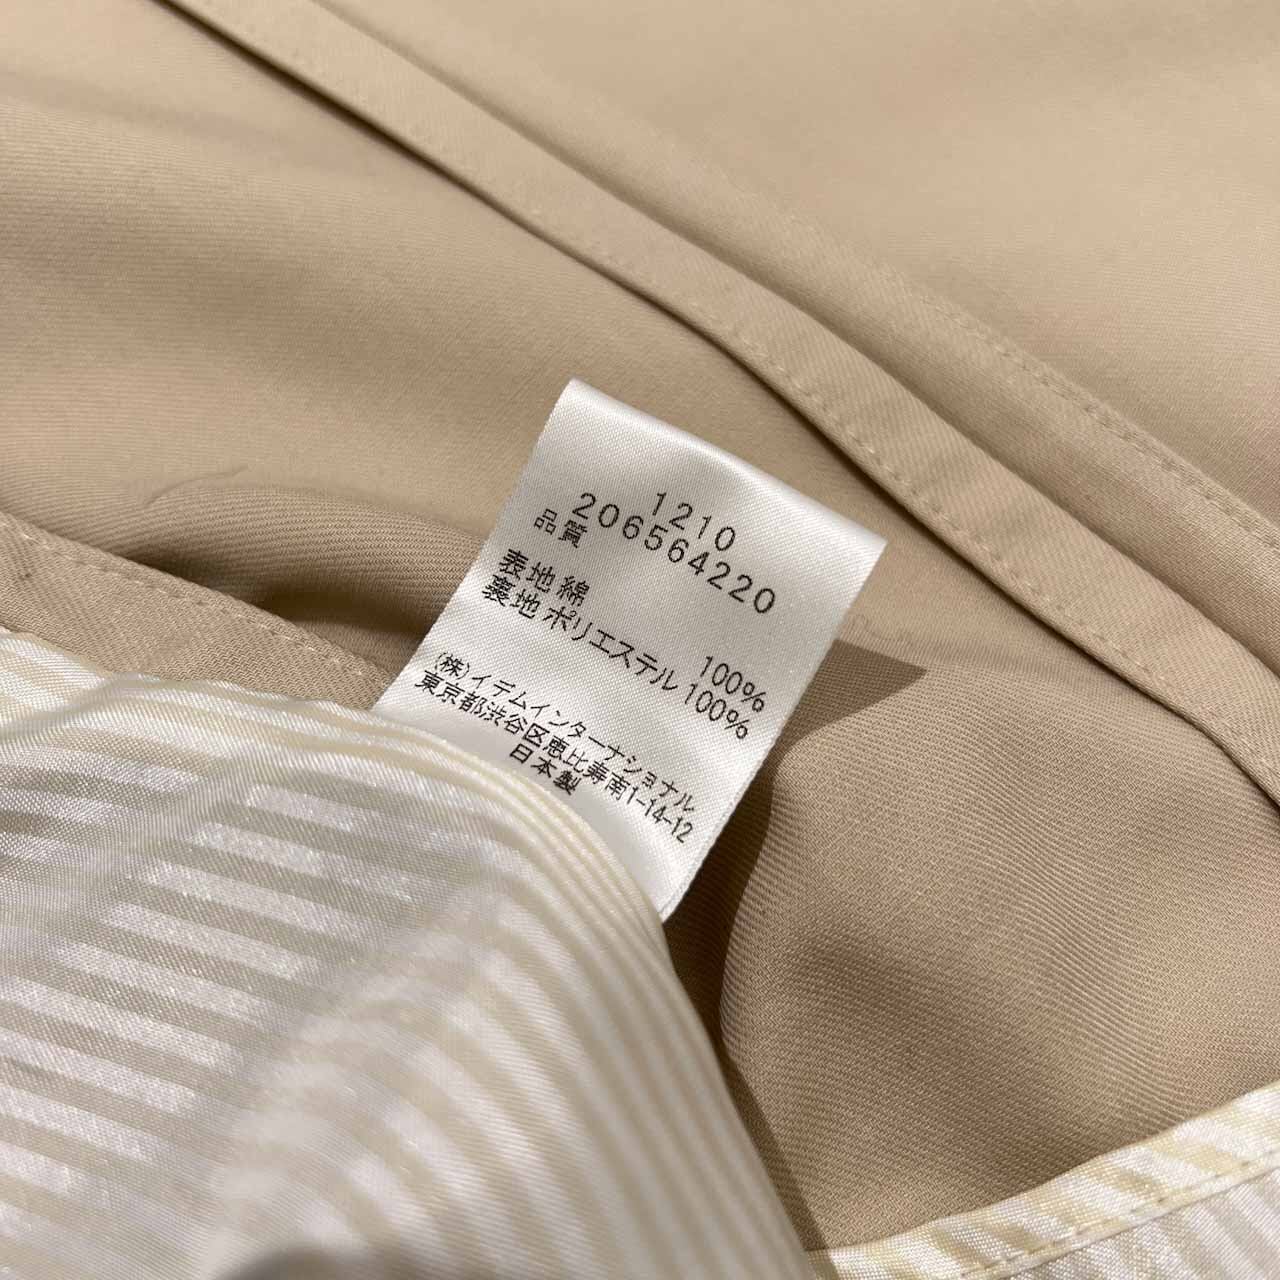 1210
206564220
品質
表地 綿 100%
裏地 ポリエステル 100%
(株)イデムインターナショナル
東京都渋谷区恵比寿南1-14-12
日本製